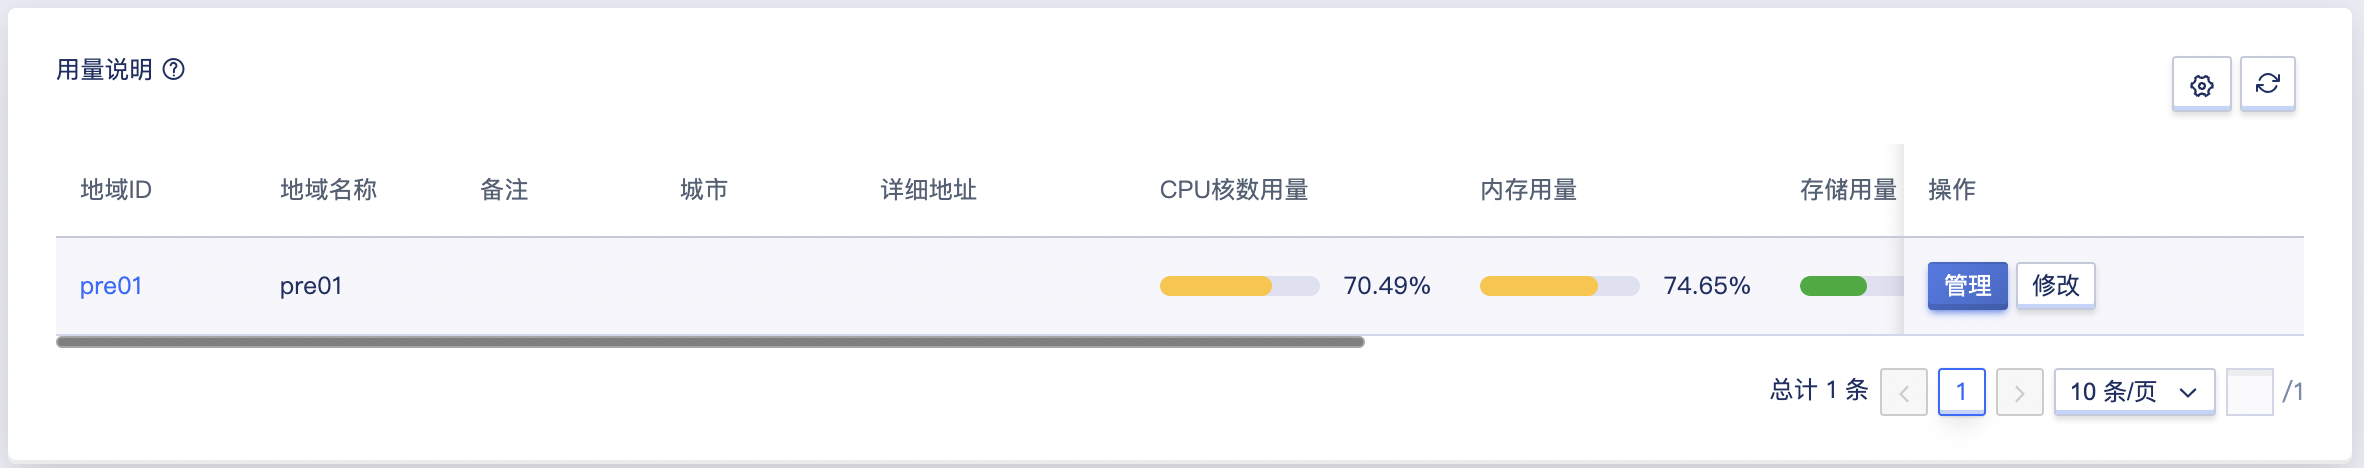 用量说明
地域ID 地域名称 备注 城市 详细地址 CPU核数用量 内存用量 存储用量 操作
pre01 pre01 70.49% 74.65% 管理 修改
总计 1 条 1 10 条/页 /1